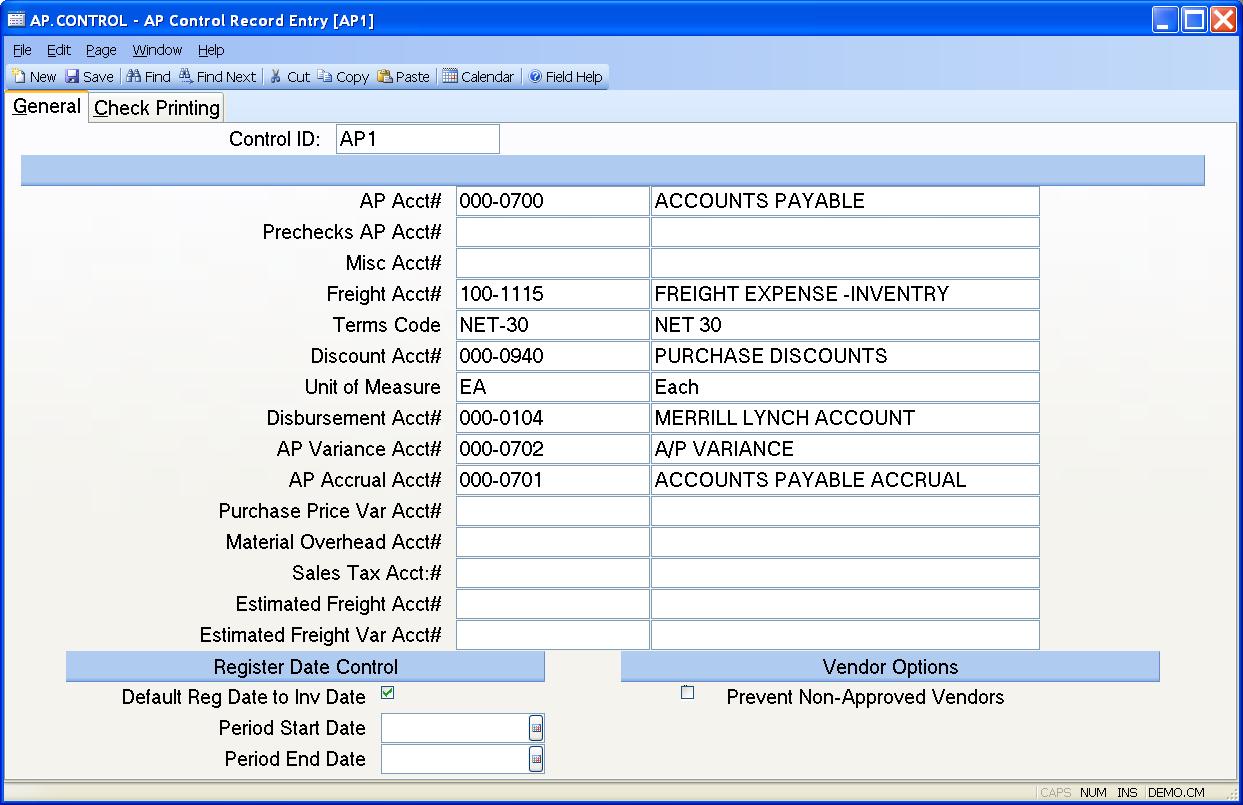 AP.CONTROL - AP Control Record Entry [AP1]
File Edit Page Window Help
New Save Find Find Next Cut Copy Paste Calendar Field Help
General Check Printing
Control ID: AP1
AP Acct# 000-0700 ACCOUNTS PAYABLE
Prechecks AP Acct#
Misc Acct#
Freight Acct# 100-1115 FREIGHT EXPENSE -INVENTRY
Terms Code NET-30 NET 30
Discount Acct# 000-0940 PURCHASE DISCOUNTS
Unit of Measure EA Each
Disbursement Acct# 000-0104 MERRILL LYNCH ACCOUNT
AP Variance Acct# 000-0702 A/P VARIANCE
AP Accrual Acct# 000-0701 ACCOUNTS PAYABLE ACCRUAL
Purchase Price Var Acct#
Material Overhead Acct#
Sales Tax Acct:#
Estimated Freight Acct#
Estimated Freight Var Acct#
Register Date Control Vendor Options
Default Reg Date to Inv Date Prevent Non-Approved Vendors
Period Start Date
Period End Date
CAPS NUM INS DEMO.CM